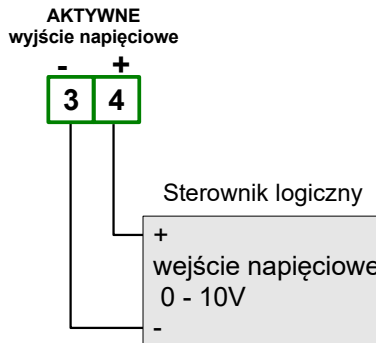 AKTYWNE
wyjście napięciowe
- +
3 4
Sterownik logiczny
+
wejście napięciowe
0 - 10V
-